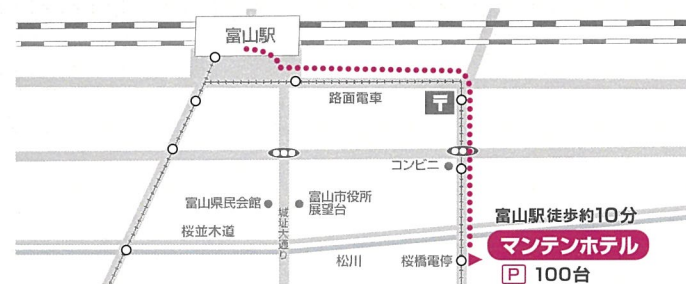 富山駅
路面電車
〒
コンビニ
富山県民会館
富山市役所
展望台
城址大通り
桜並木道
松川
桜橋電停
富山駅徒歩約10分
マンテンホテル
P 100台